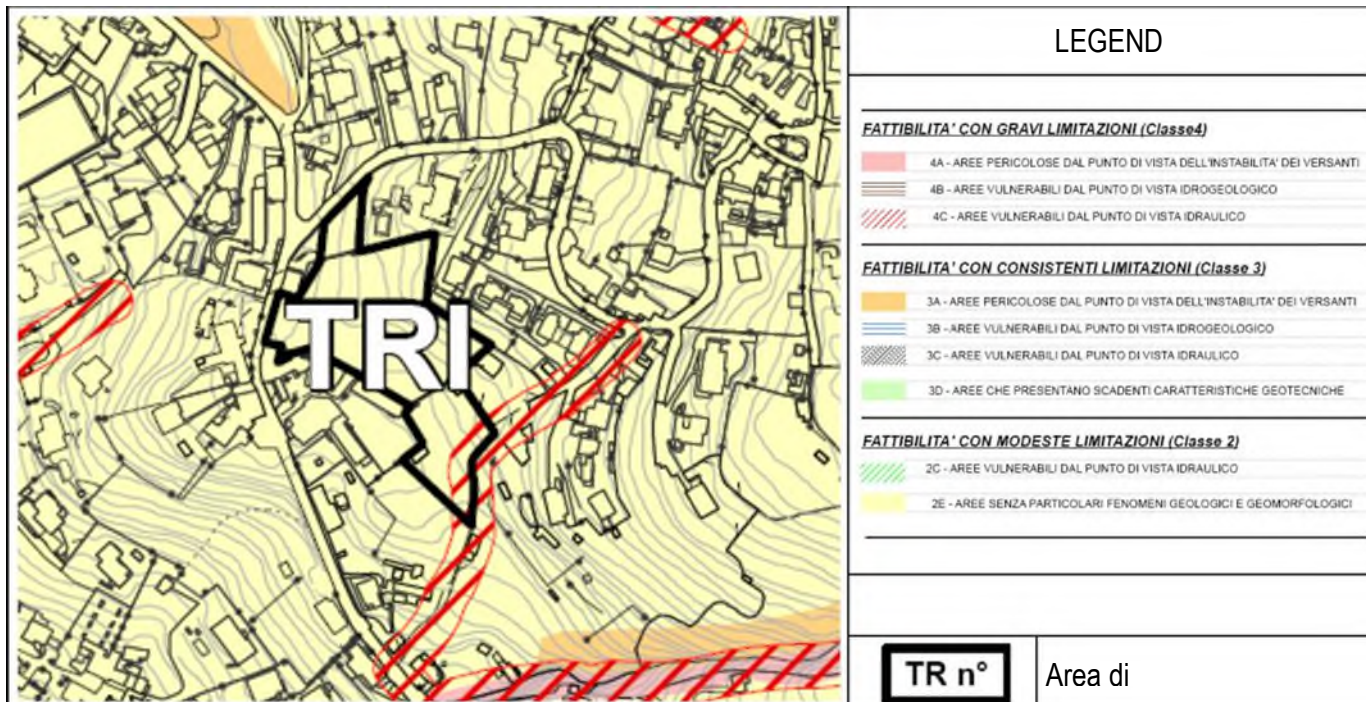 TRI
LEGEND
FATTIBILITA' CON GRAVI LIMITAZIONI (Classe4)
4A - AREE PERICOLOSE DAL PUNTO DI VISTA DELL'INSTABILITA' DEI VERSANTI
4B - AREE VULNERABILI DAL PUNTO DI VISTA IDROGEOLOGICO
4C - AREE VULNERABILI DAL PUNTO DI VISTA IDRAULICO
FATTIBILITA' CON CONSISTENTI LIMITAZIONI (Classe 3)
3A - AREE PERICOLOSE DAL PUNTO DI VISTA DELL'INSTABILITA' DEI VERSANTI
3B - AREE VULNERABILI DAL PUNTO DI VISTA IDROGEOLOGICO
3C - AREE VULNERABILI DAL PUNTO DI VISTA IDRAULICO
3D - AREE CHE PRESENTANO SCADENTI CARATTERISTICHE GEOTECNICHE
FATTIBILITA' CON MODESTE LIMITAZIONI (Classe 2)
2C - AREE VULNERABILI DAL PUNTO DI VISTA IDRAULICO
2E - AREE SENZA PARTICOLARI FENOMENI GEOLOGICI E GEOMORFOLOGICI
TR n° Area di